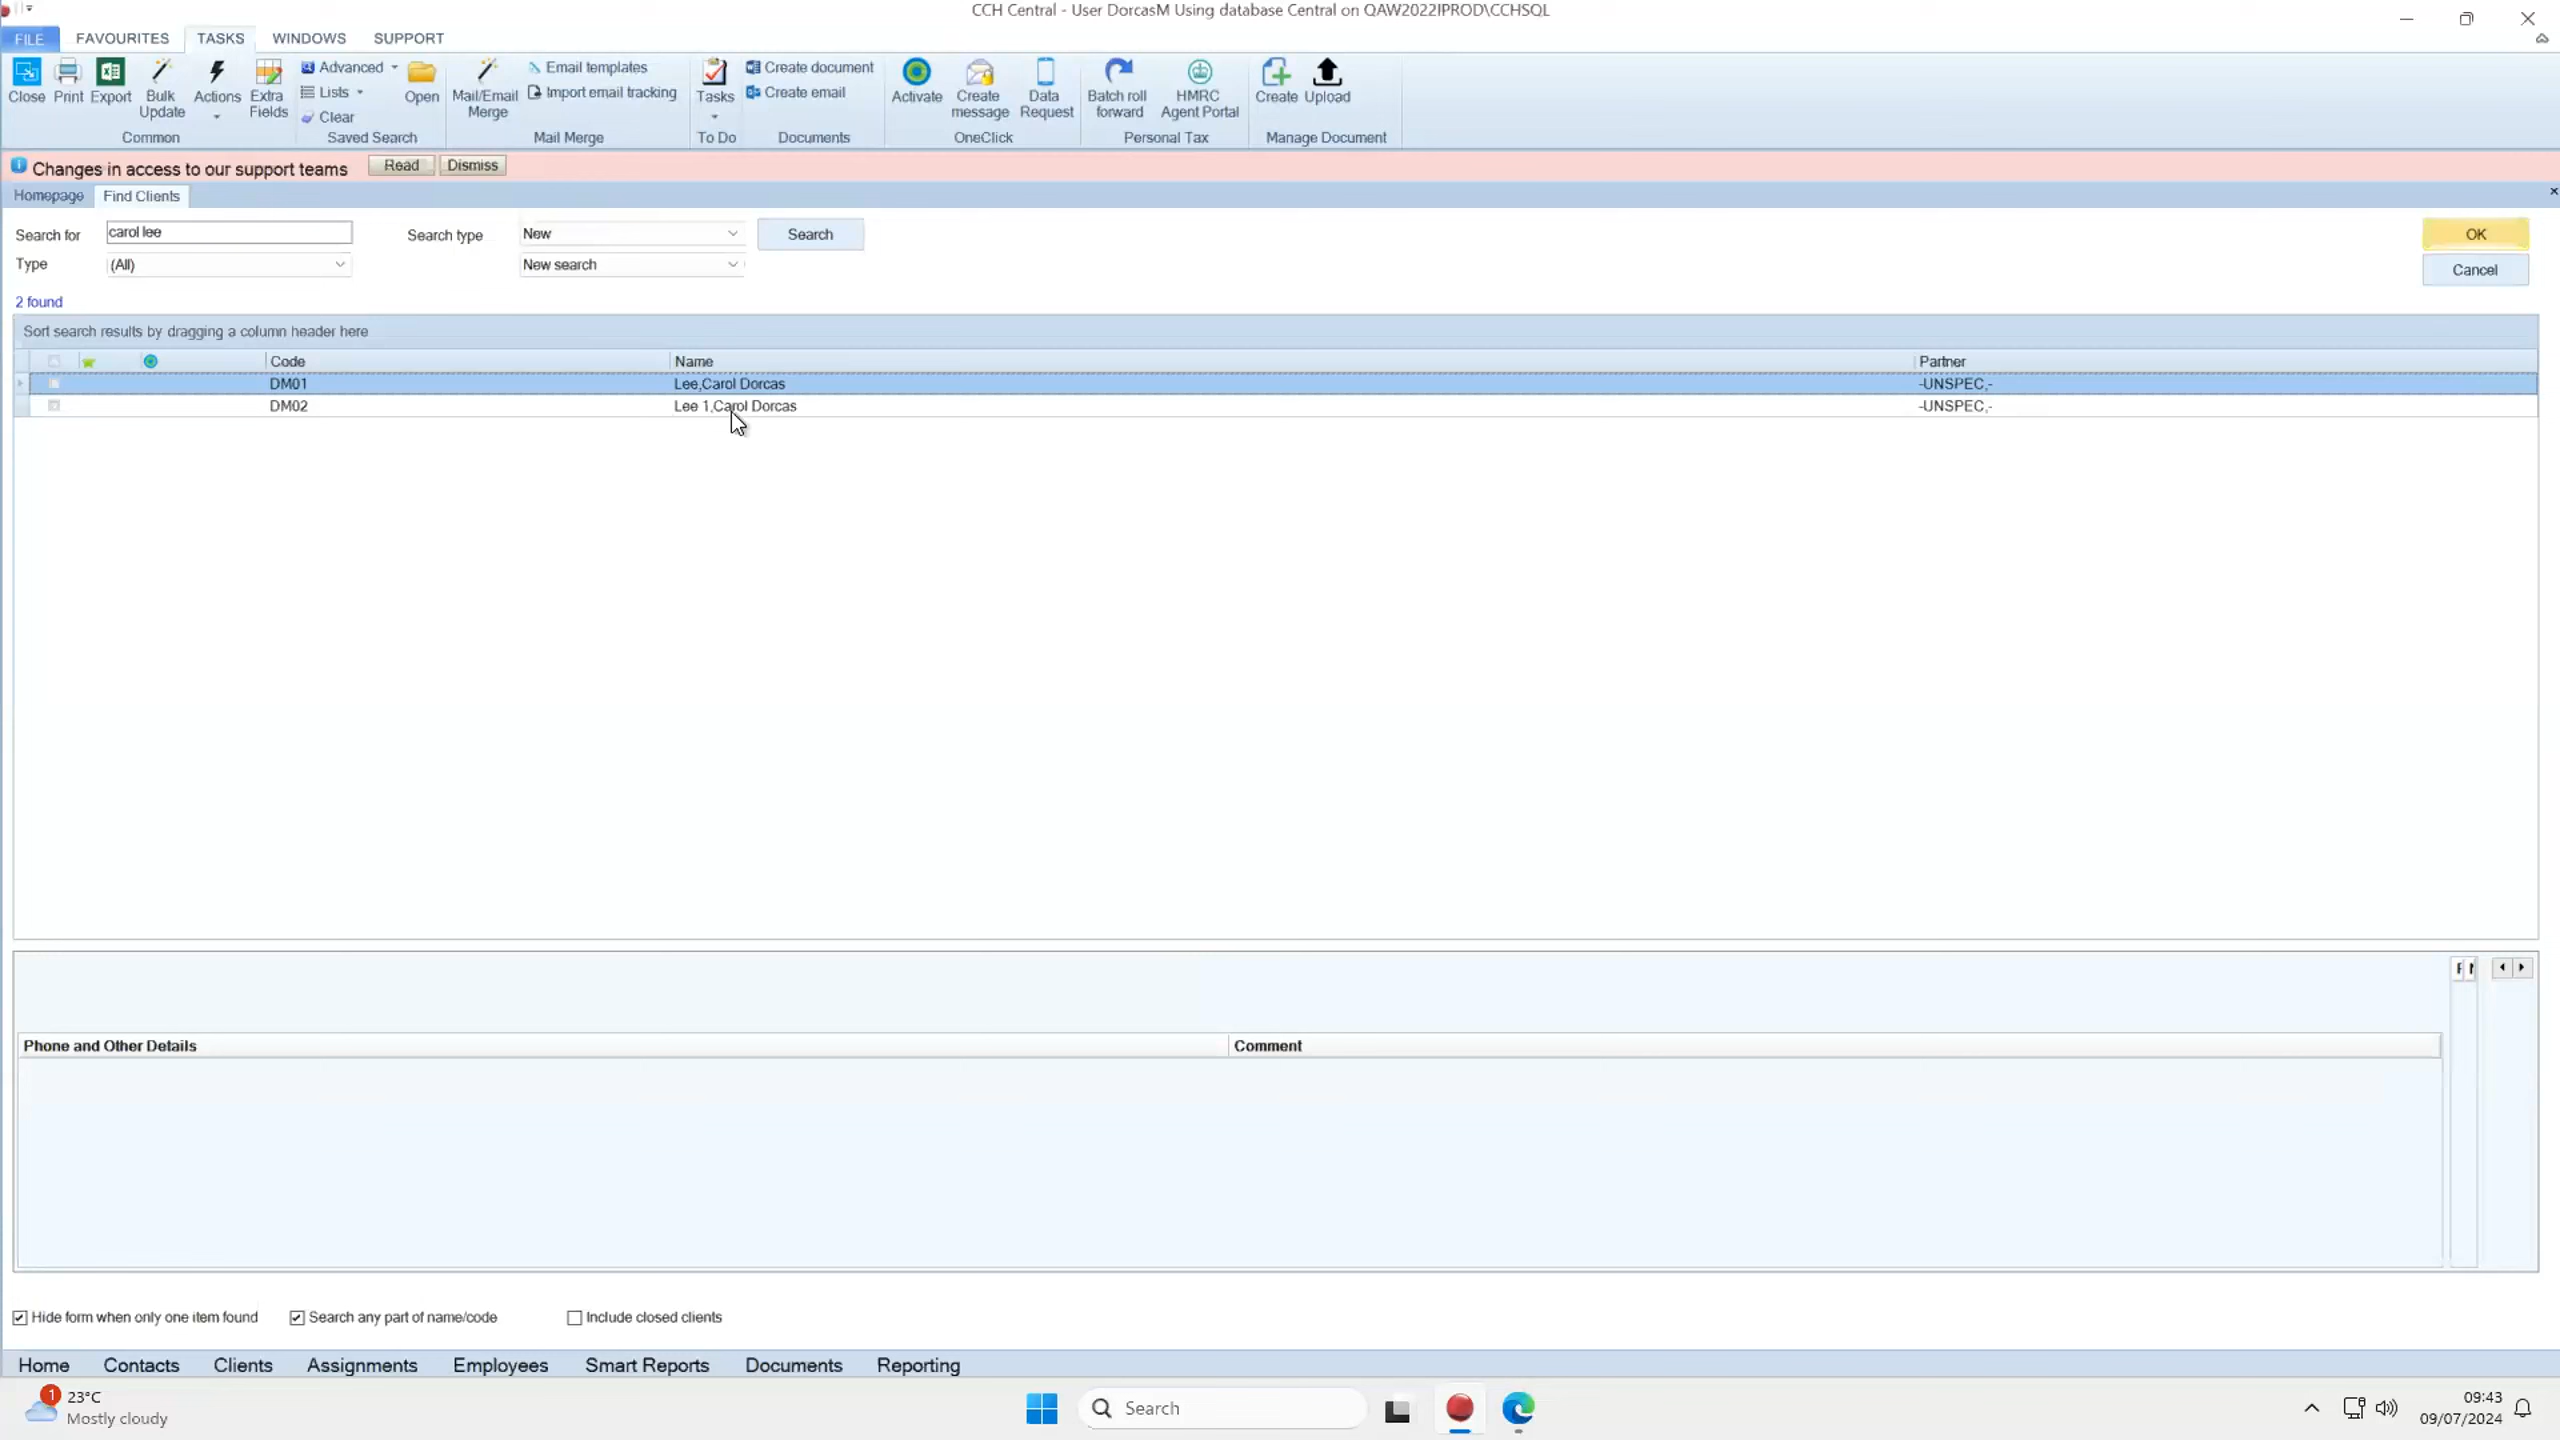 CCH Central - User DorcasM Using database Central on QAW2022IPROD\CCHSQL
FILE FAVOURITES TASKS WINDOWS SUPPORT
Close Print Export Bulk Update Actions Extra Fields
Common
Advanced
Lists
Clear
Open
Saved Search
Mail/Email Merge
Email templates
Import email tracking
Mail Merge
Tasks
To Do
Create document
Create email
Documents
Activate Create message Data Request
OneClick
Batch roll forward HMRC Agent Portal
Personal Tax
Create Upload
Manage Document
Changes in access to our support teams Read Dismiss
Homepage Find Clients
Search for carol lee Search type New Search OK
Type (All) New search Cancel
2 found
Sort search results by dragging a column header here
Code Name Partner
DM01 Lee,Carol Dorcas -UNSPEC,-
DM02 Lee 1,Carol Dorcas -UNSPEC,-
Phone and Other Details Comment
Hide form when only one item found Search any part of name/code Include closed clients
Home Contacts Clients Assignments Employees Smart Reports Documents Reporting
1 23°C
Mostly cloudy
Search
09:43
09/07/2024